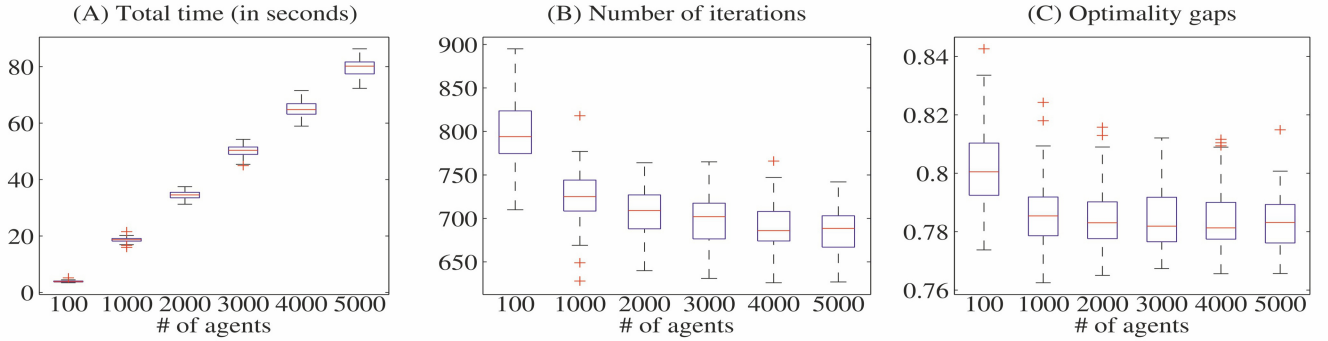 (A) Total time (in seconds)
80
60
40
20
0
100 1000 2000 3000 4000 5000
# of agents
(B) Number of iterations
900
850
800
750
700
650
100 1000 2000 3000 4000 5000
# of agents
(C) Optimality gaps
0.84
0.82
0.8
0.78
0.76
100 1000 2000 3000 4000 5000
# of agents